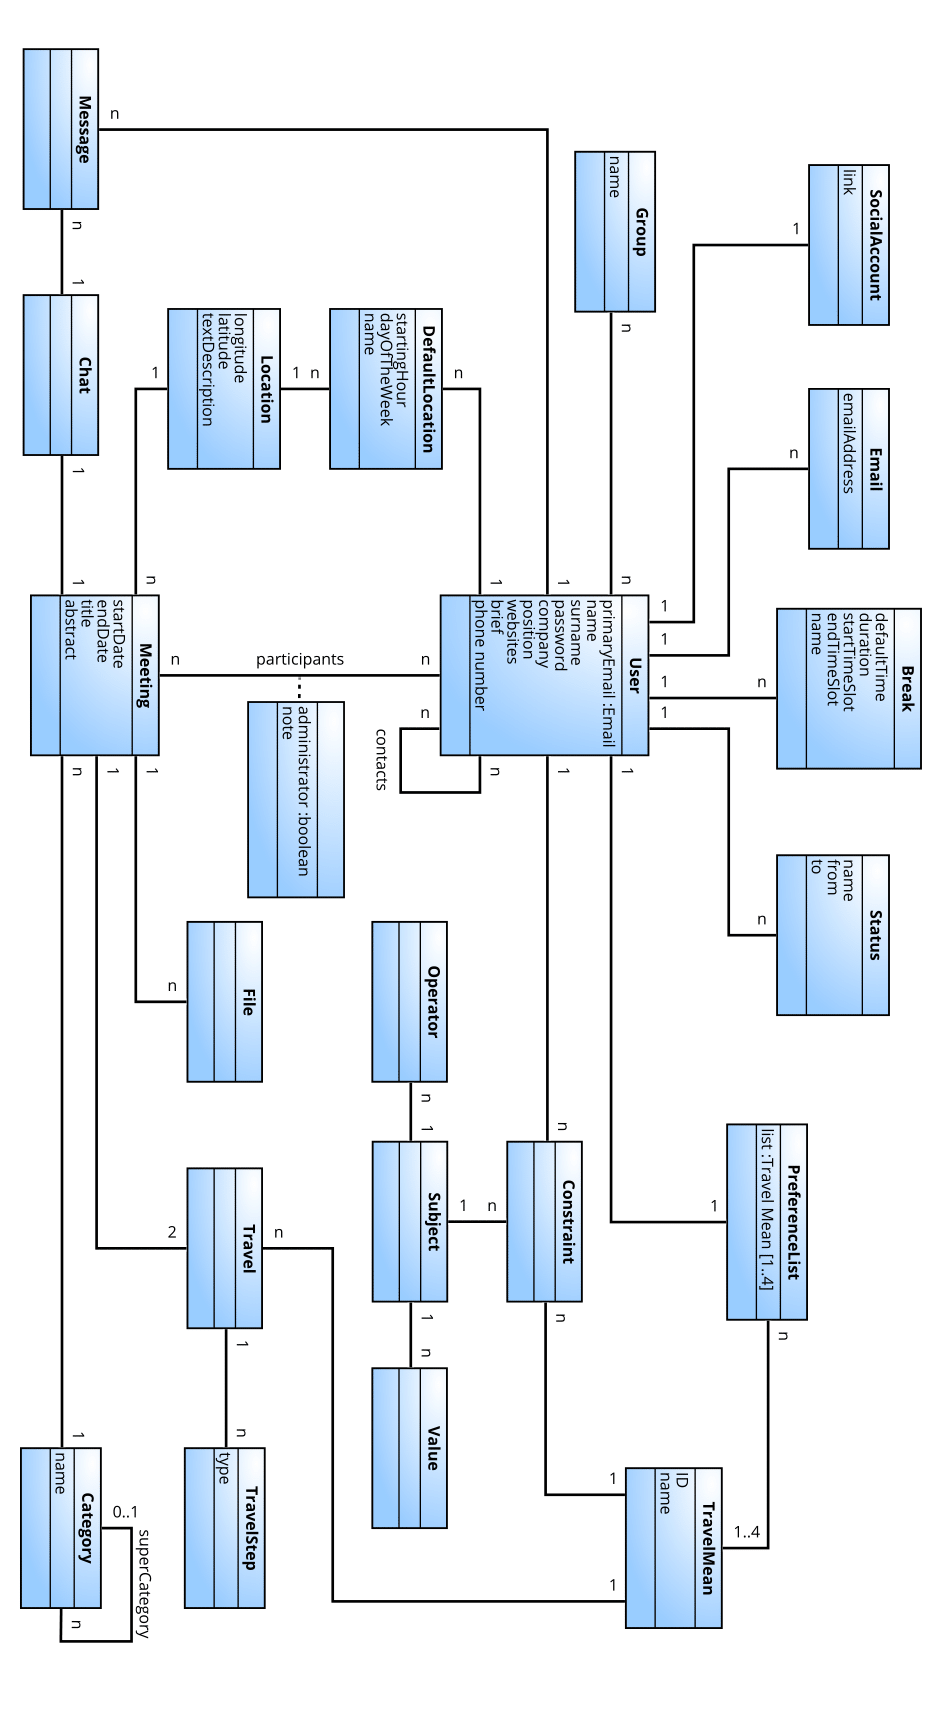 SocialAccount
link
1
Email
emailAddress
n
Break
defaultTime
duration
startTimeSlot
endTimeSlot
name
n
Status
name
from
to
n
PreferenceList
list :Travel Mean [1..4]
1
n
Group
name
n
n
User
primaryEmail :Email
name
surname
password
company
position
websites
brief
phone number
1
1
1
1
1
1
1
1
n
n
n
contacts
TravelMean
ID
name
1..4
1
1
Constraint
n
n
n
DefaultLocation
startingHour
dayOfTheWeek
name
n
n
Operator
n
Subject
1
1
1
Value
n
Location
longitude
latitude
textDescription
1
1
participants
administrator :boolean
note
File
n
Travel
n
2
1
TravelStep
type
n
Message
n
n
Chat
1
1
Meeting
startDate
endDate
title
abstract
n
1
n
1
1
n
Category
name
1
0..1
n
superCategory